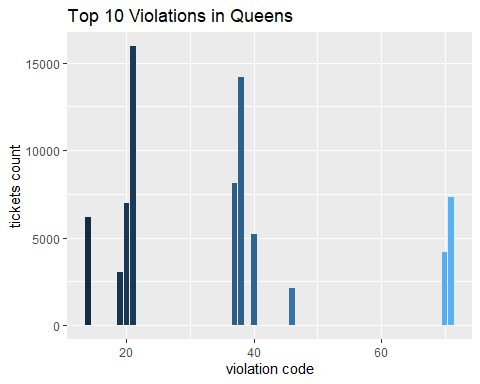 Top 10 Violations in Queens
tickets count
15000
10000
5000
0
20 40 60
violation code